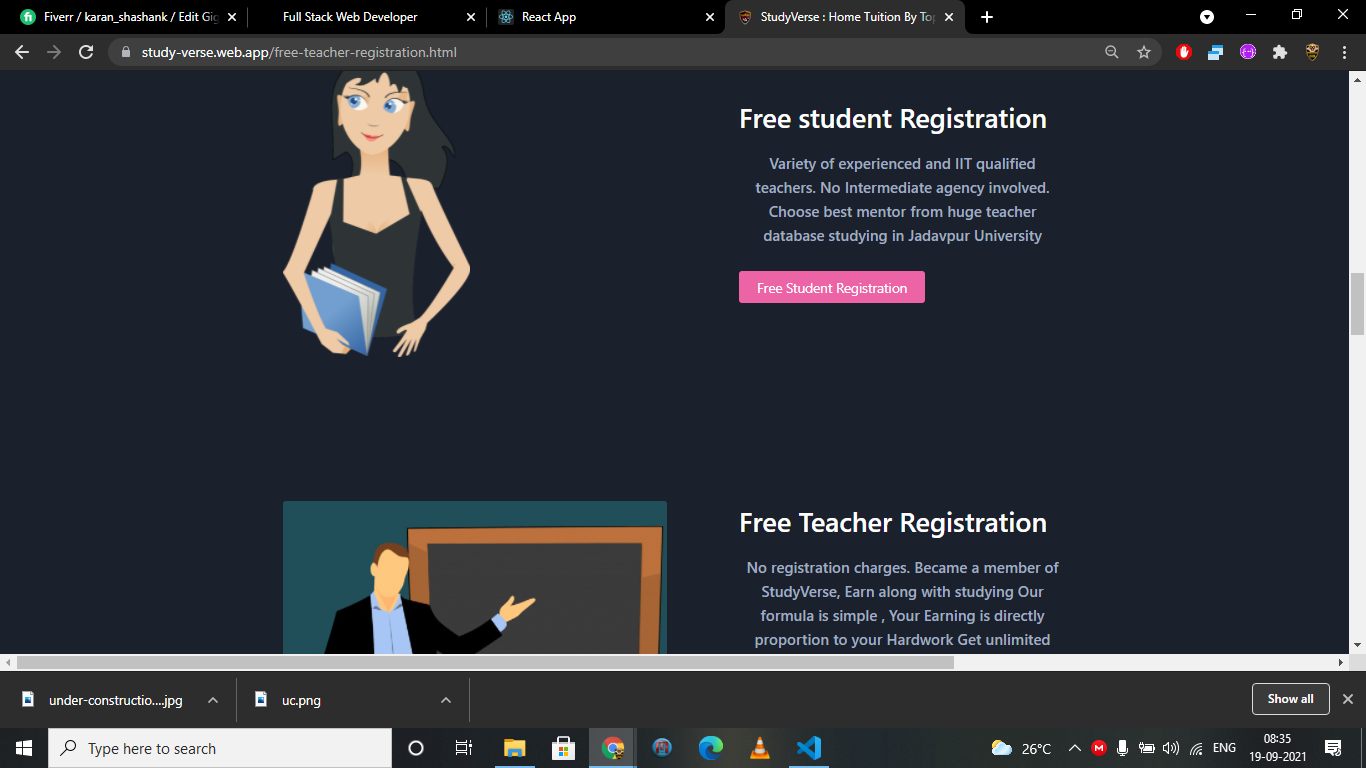 Fiverr / karan_shashank / Edit Gig
Full Stack Web Developer
React App
StudyVerse : Home Tuition By Top
study-verse.web.app/free-teacher-registration.html
Free student Registration
Variety of experienced and IIT qualified
teachers. No Intermediate agency involved.
Choose best mentor from huge teacher
database studying in Jadavpur University
Free Student Registration
Free Teacher Registration
No registration charges. Became a member of
StudyVerse, Earn along with studying Our
formula is simple , Your Earning is directly
proportion to your Hardwork Get unlimited
under-constructio....jpg
uc.png
Show all
Type here to search
26°C
ENG
08:35
19-09-2021